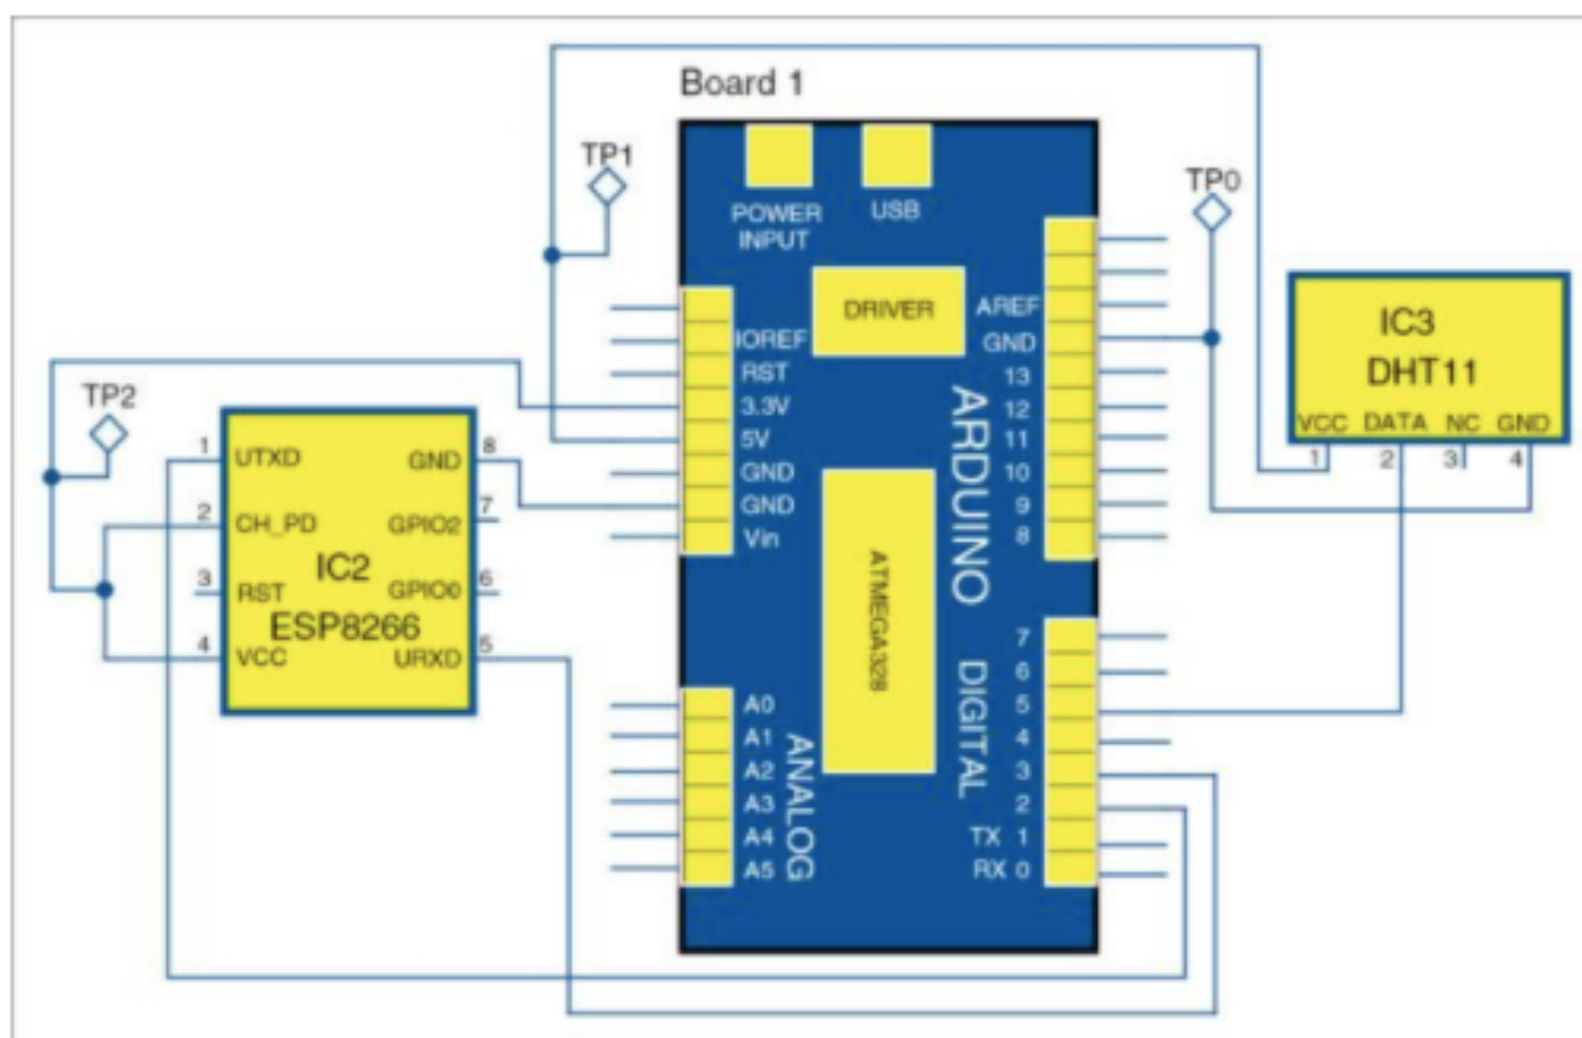 Board 1
TP1
POWER
INPUT
USB
TP0
DRIVER
IOREF
RST
3.3V
5V
GND
GND
Vin
AREF
GND
13
12
11
10
9
8
ARDUINO
ATMEGA328
7
6
5
4
3
2
TX 1
RX 0
DIGITAL
A0
A1
A2
A3
A4
A5
ANALOG
TP2
1 UTXD
2 CH_PD
3 RST
4 VCC
IC2
ESP8266
GND 8
GPIO2 7
GPIO0 6
URXD 5
IC3
DHT11
VCC DATA NC GND
1 2 3 4